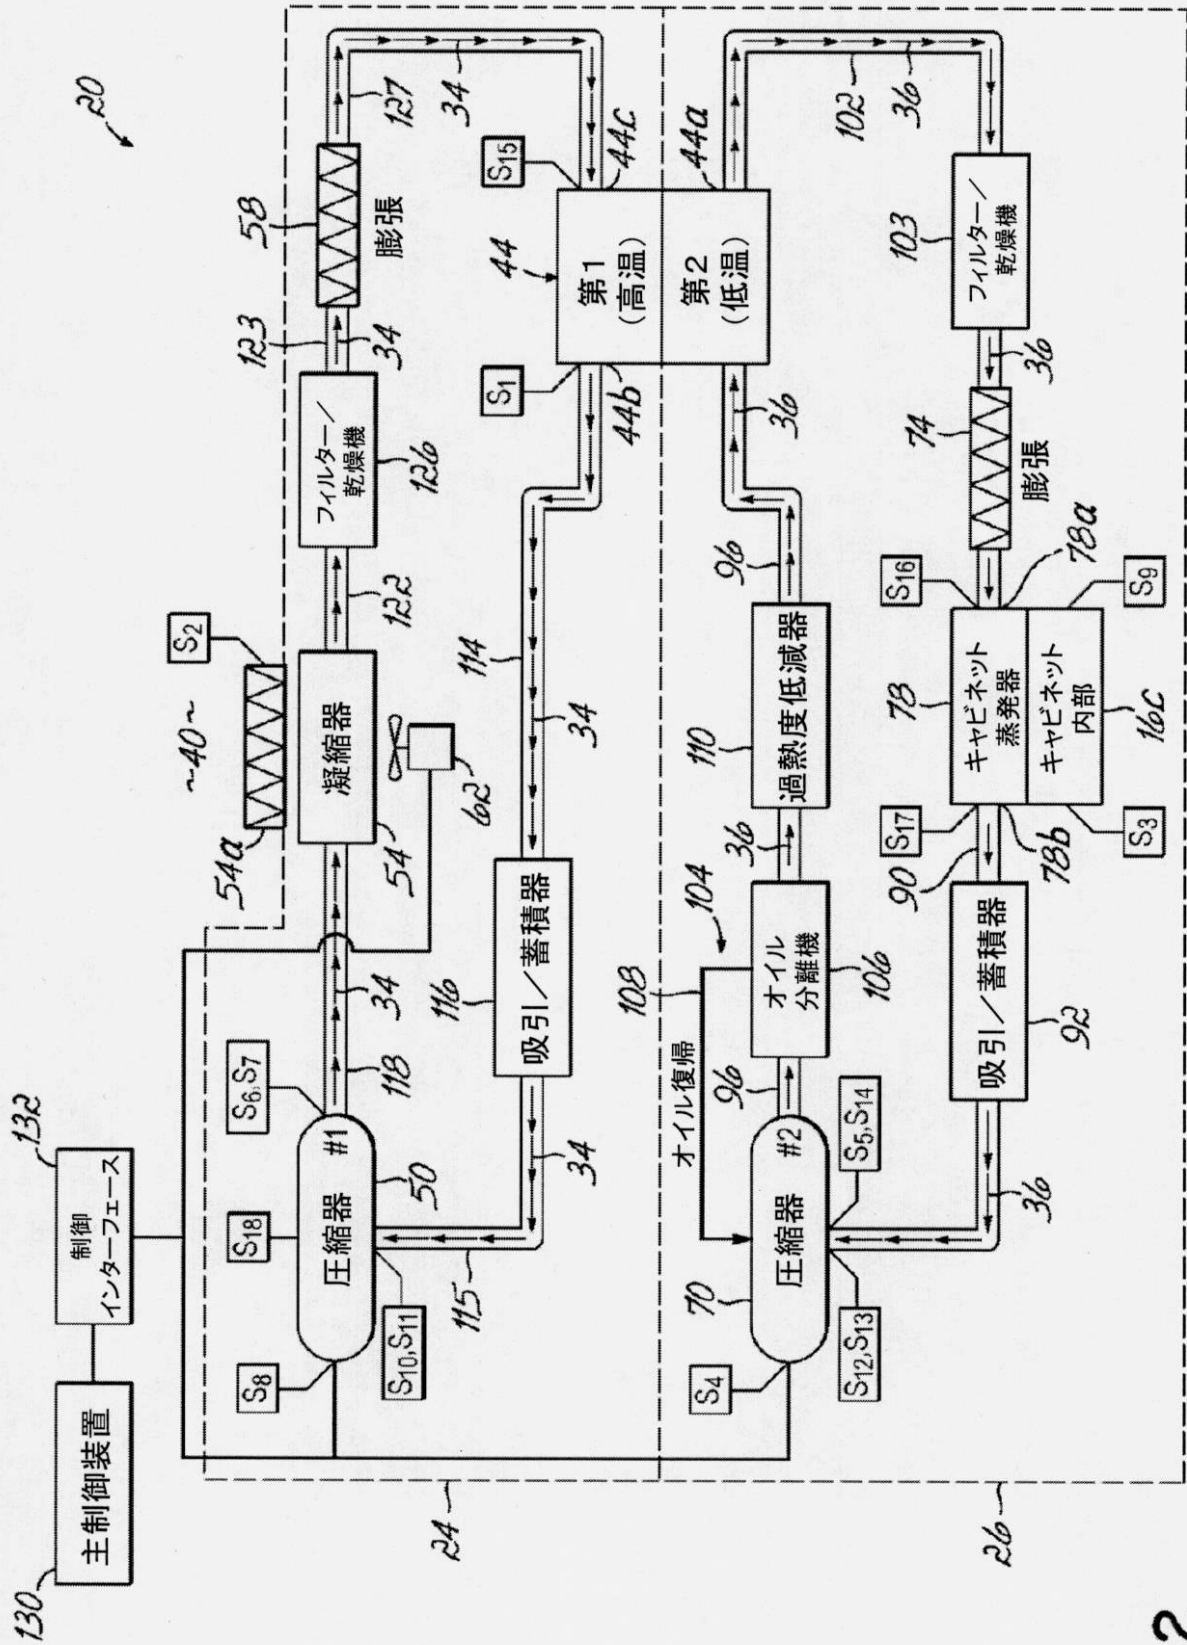 20
130
主制御装置
132
制御
インターフェース
24
S8
S18
S6,S7
圧縮器 #1
50
S10,S11
115
118
34
54a
~40~
S2
凝縮器
54
62
122
フィルター/
乾燥機
126
123
34
58
膨張
127
34
S15
44c
44
第1
(高温)
第2
(低温)
S1
44b
44a
114
34
116
吸引/蓄積器
34
26
S4
70
圧縮器 #2
S12,S13
S5,S14
オイル復帰
108
104
96
オイル
分離機
106
36
110
過熱度低減器
96
36
102
36
103
フィルター/
乾燥機
36
74
膨張
S16
78a
78
キャビネット
蒸発器
キャビネット
内部
16c
S9
S17
S3
78b
90
吸引/蓄積器
92
36
2